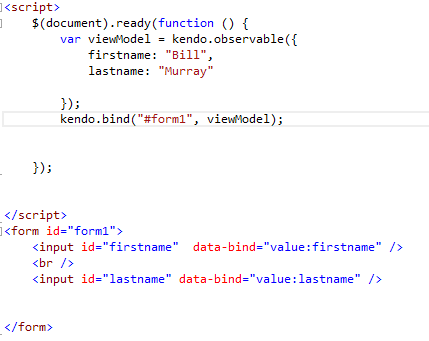 <script>
$(document).ready(function () {
var viewModel = kendo.observable({
firstname: "Bill",
lastname: "Murray"
});
kendo.bind("#form1", viewModel);
});
</script>
<form id="form1">
<input id="firstname"  data-bind="value:firstname" />
<br />
<input id="lastname" data-bind="value:lastname" />
</form>